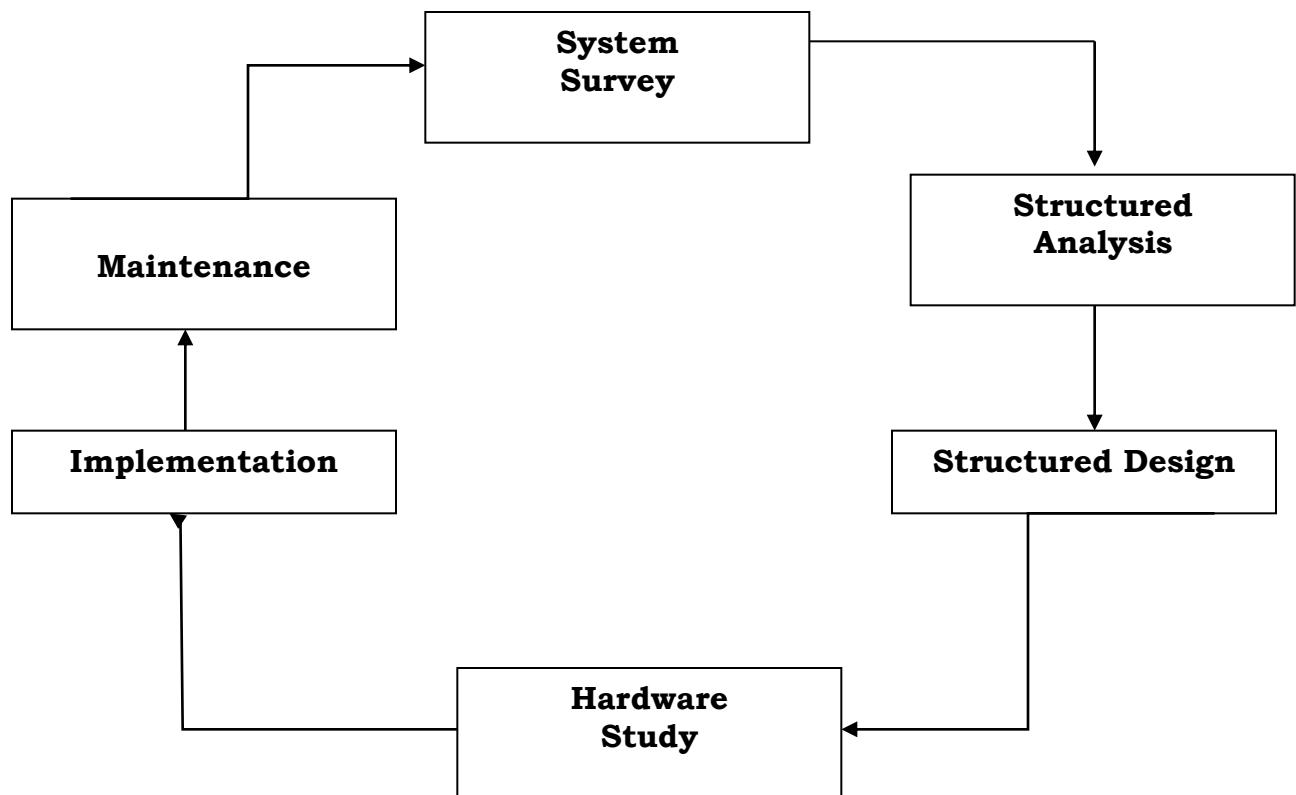 System
Survey
Structured
Analysis
Maintenance
Implementation
Structured Design
Hardware
Study